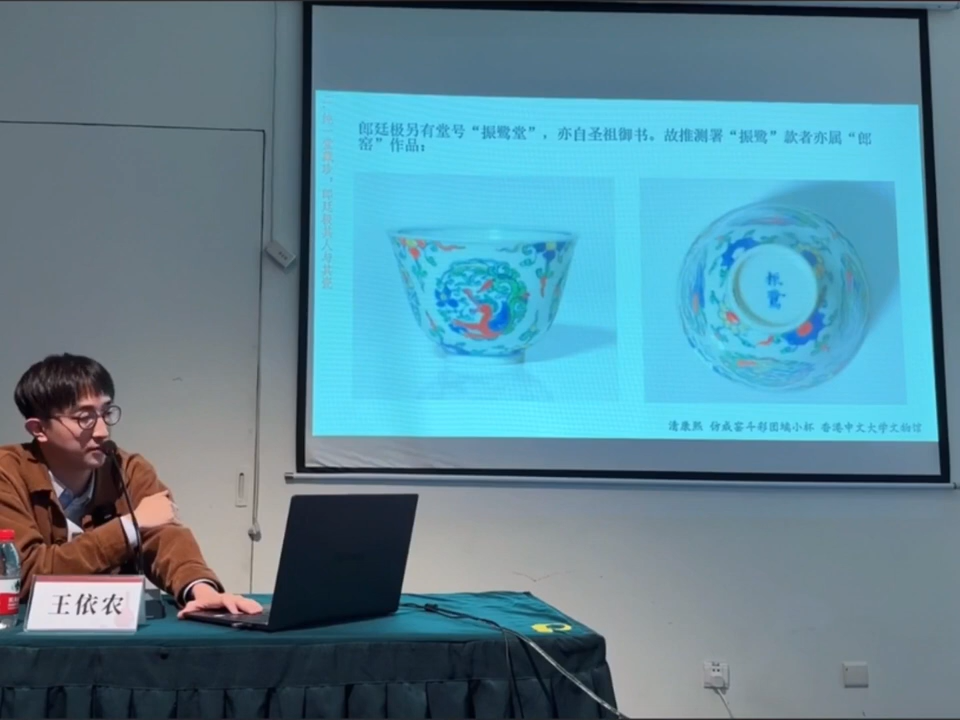 郎廷极另有堂号“振鹭堂”，亦自圣祖御书。故推测署“振鹭”款者亦属“郎
窑”作品：
振
鹭
清康熙 仿成窑斗彩团螭小杯 香港中文大学文物馆
王依农